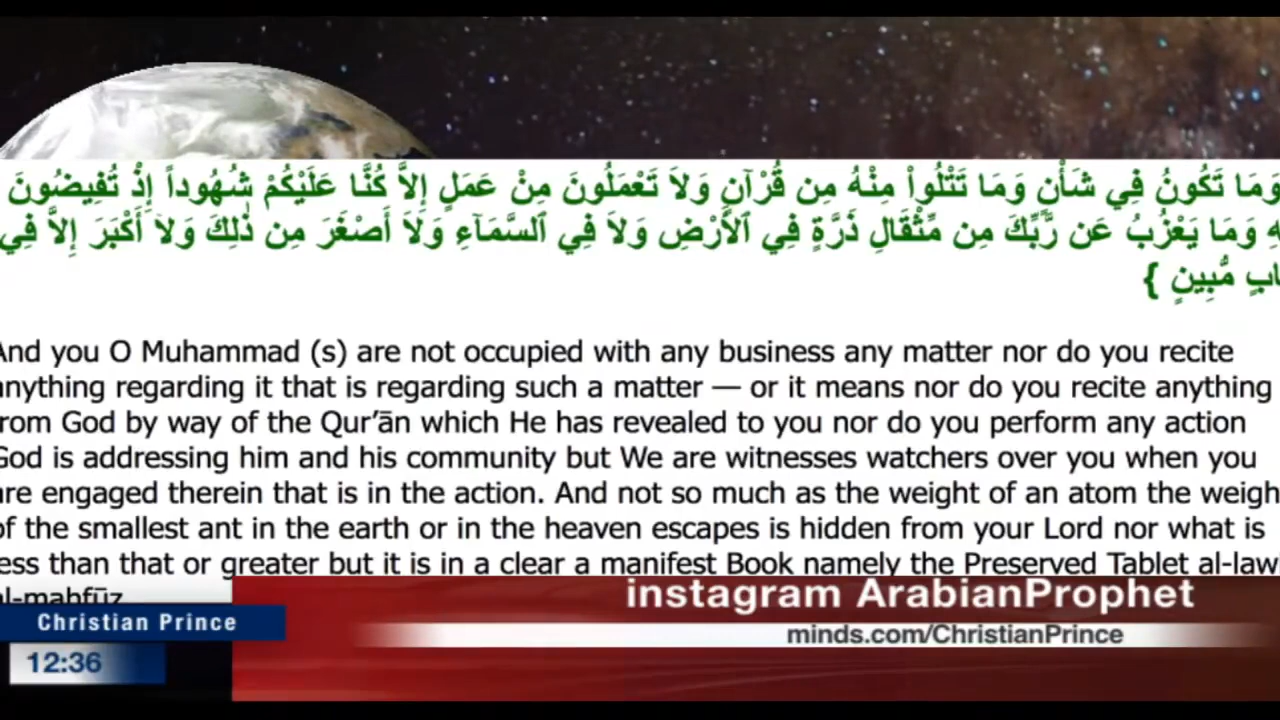 وَمَا تَكُونُ فِي شَأْنٍ وَمَا تَتْلُواْ مِنْهُ مِن قُرْآنٍ وَلاَ تَعْمَلُونَ مِنْ عَمَلٍ إِلاَّ كُنَّا عَلَيْكُمْ شُهُوداً إِذْ تُفِيضُونَ
وَمَا يَعْزُبُ عَن رَّبِّكَ مِن مِّثْقَالِ ذَرَّةٍ فِي ٱلأَرْضِ وَلاَ فِي ٱلسَّمَآءِ وَلاَ أَصْغَرَ مِن ذٰلِكَ وَلاۤ أَكْبَرَ إِلاَّ فِي
مُّبِينٍ }
And you O Muhammad (s) are not occupied with any business any matter nor do you recite
anything regarding it that is regarding such a matter — or it means nor do you recite anything
rom God by way of the Qur’ān which He has revealed to you nor do you perform any action
God is addressing him and his community but We are witnesses watchers over you when you
are engaged therein that is in the action. And not so much as the weight of an atom the weigh
of the smallest ant in the earth or in the heaven escapes is hidden from your Lord nor what is
ess than that or greater but it is in a clear a manifest Book namely the Preserved Tablet al-law
al-mahfūz
instagram ArabianProphet
Christian Prince
minds.com/ChristianPrince
12:36